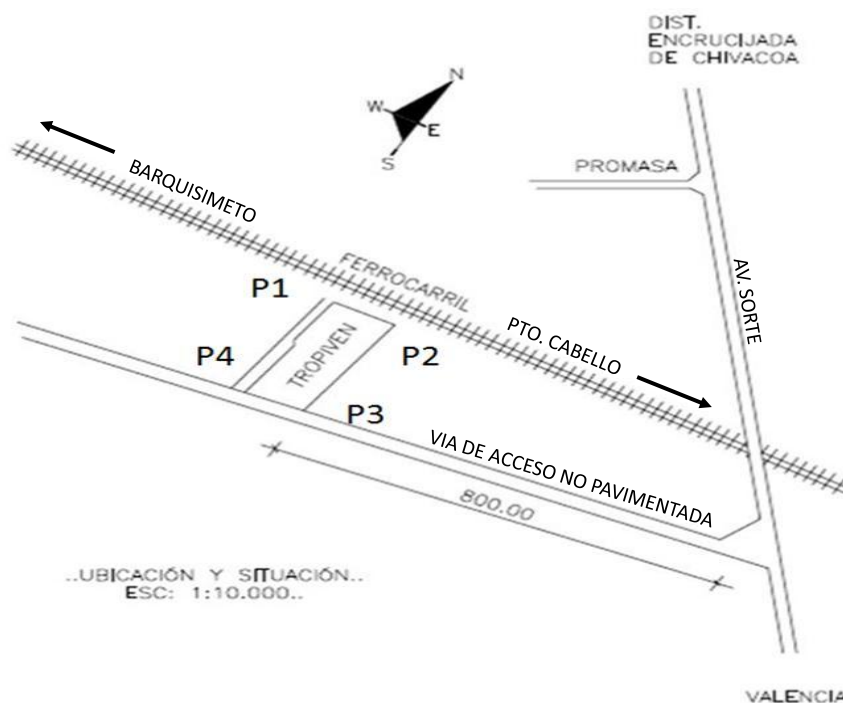 DIST.
ENCRUCIJADA
DE CHIVACOA
N
W
E
S
PROMASA
BARQUISIMETO
FERROCARRIL
AV. SORTE
P1
PTO. CABELLO
P4
TROPIVEN
P2
P3
VIA DE ACCESO NO PAVIMENTADA
800.00
..UBICACIÓN Y SITUACIÓN..
ESC: 1:10.000..
VALENCIA